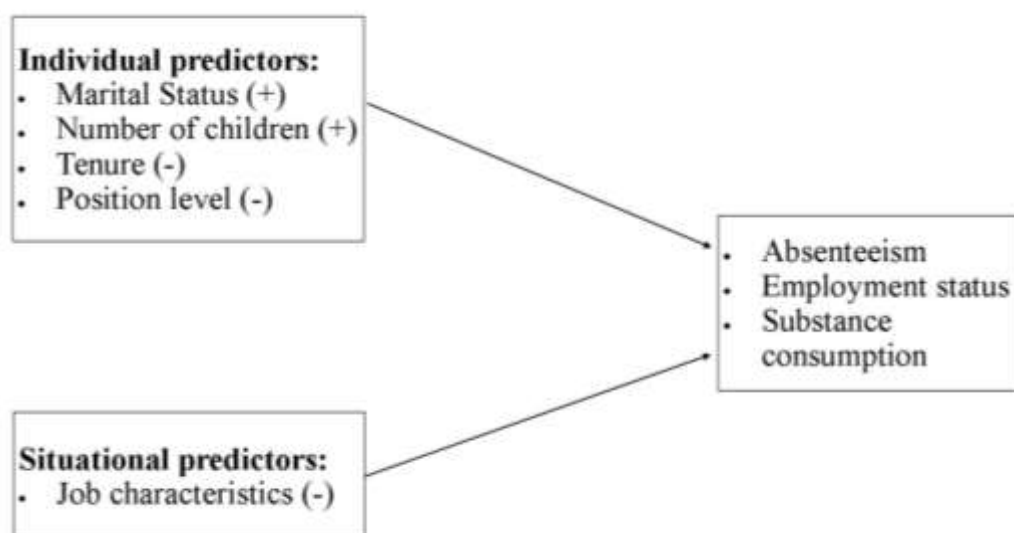 Individual predictors:
• Marital Status (+)
• Number of children (+)
• Tenure (-)
• Position level (-)
• Absenteeism
• Employment status
• Substance
consumption
Situational predictors:
• Job characteristics (-)